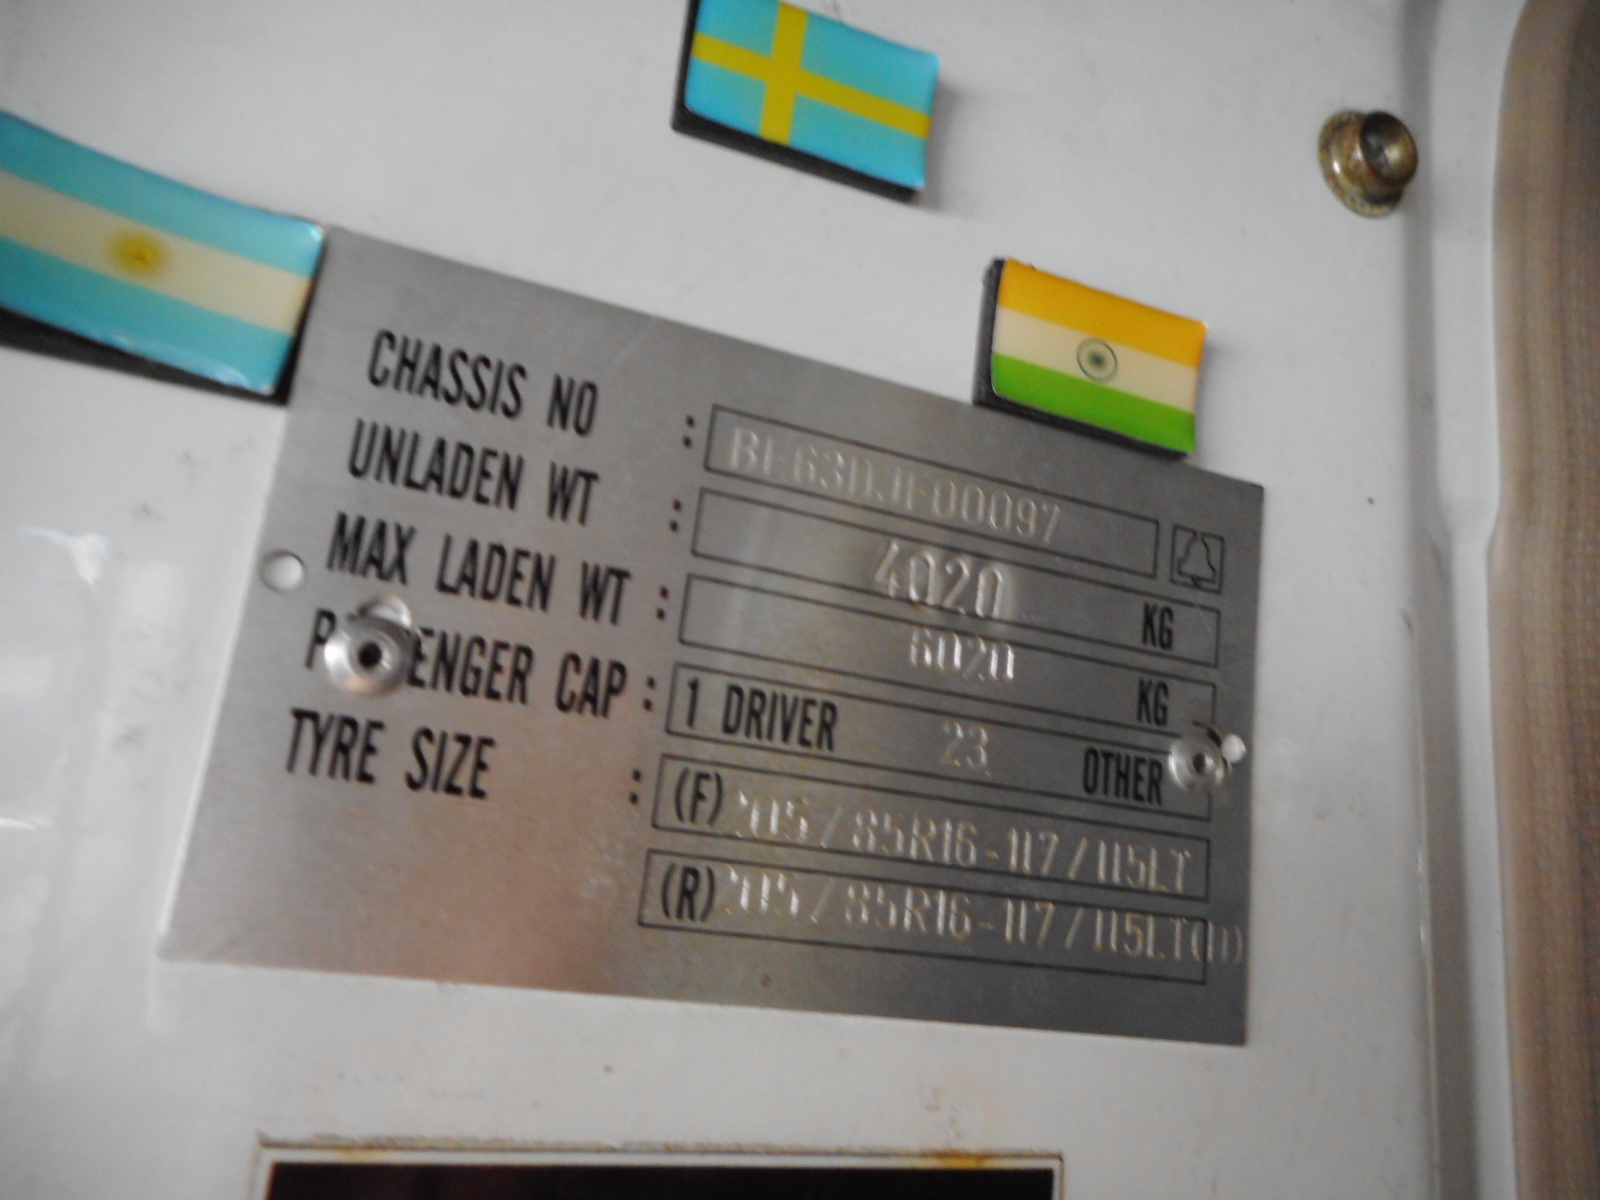 CHASSIS NO : BE63DJF00097
UNLADEN WT : 4020 KG
MAX LADEN WT : 6020 KG
CAP : 1 DRIVER 23 OTHER
TYRE SIZE : (F) 205/85R16-117/115LT
(R) 205/85R16-117/115LT(D)